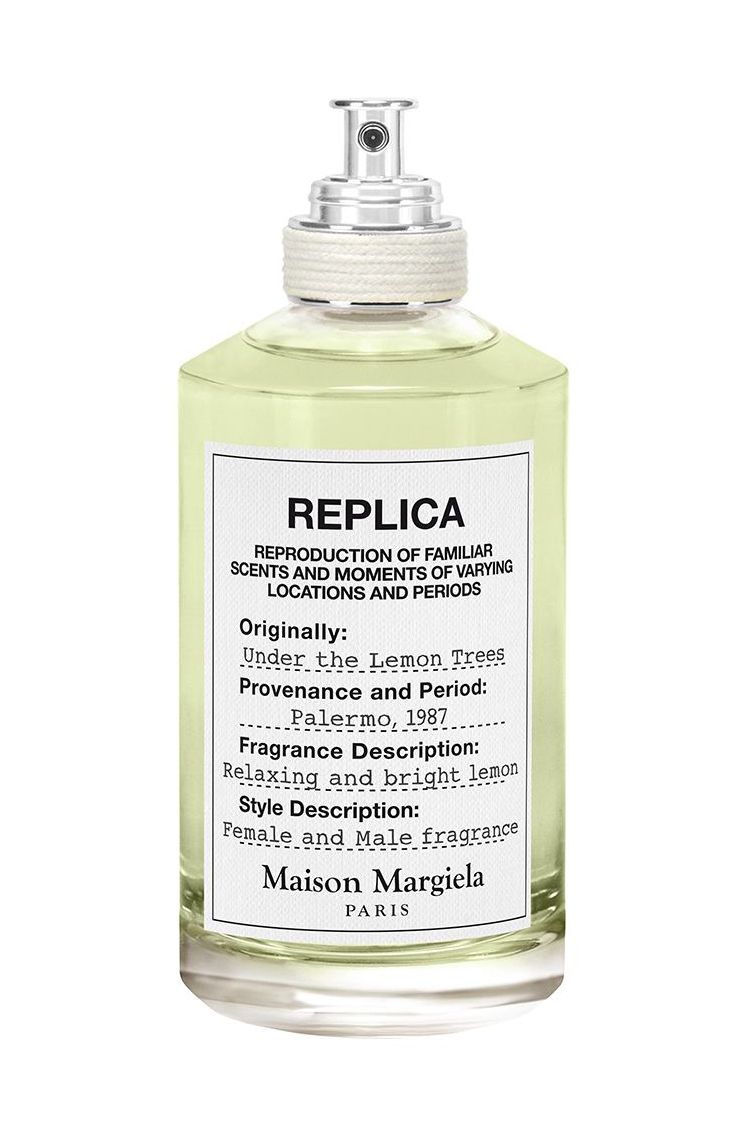 REPLICA
REPRODUCTION OF FAMILIAR
SCENTS AND MOMENTS OF VARYING
LOCATIONS AND PERIODS
Originally:
Under the Lemon Trees
Provenance and Period:
Palermo, 1987
Fragrance Description:
Relaxing and bright lemon
Style Description:
Female and Male fragrance
Maison Margiela
PARIS